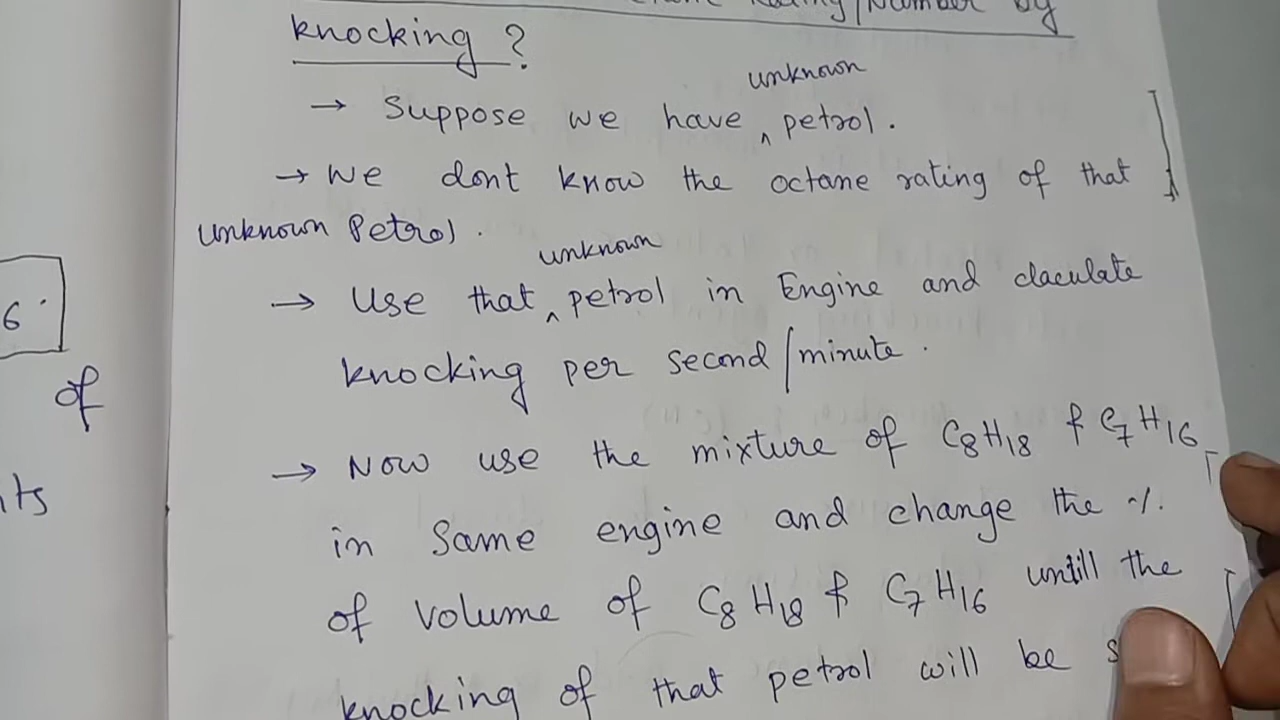 Rating/Number by
knocking ?
→ Suppose we have ‸ unknown petrol.
→ We dont know the octane rating of that
unknown Petrol.
→ Use that ‸ unknown petrol in Engine and claculate
knocking per second/minute.
→ Now use the mixture of C8H18 & C7H16
in Same engine and change the %.
of volume of C8H18 & C7H16 untill the
knocking of that petrol will be
6.
of
its